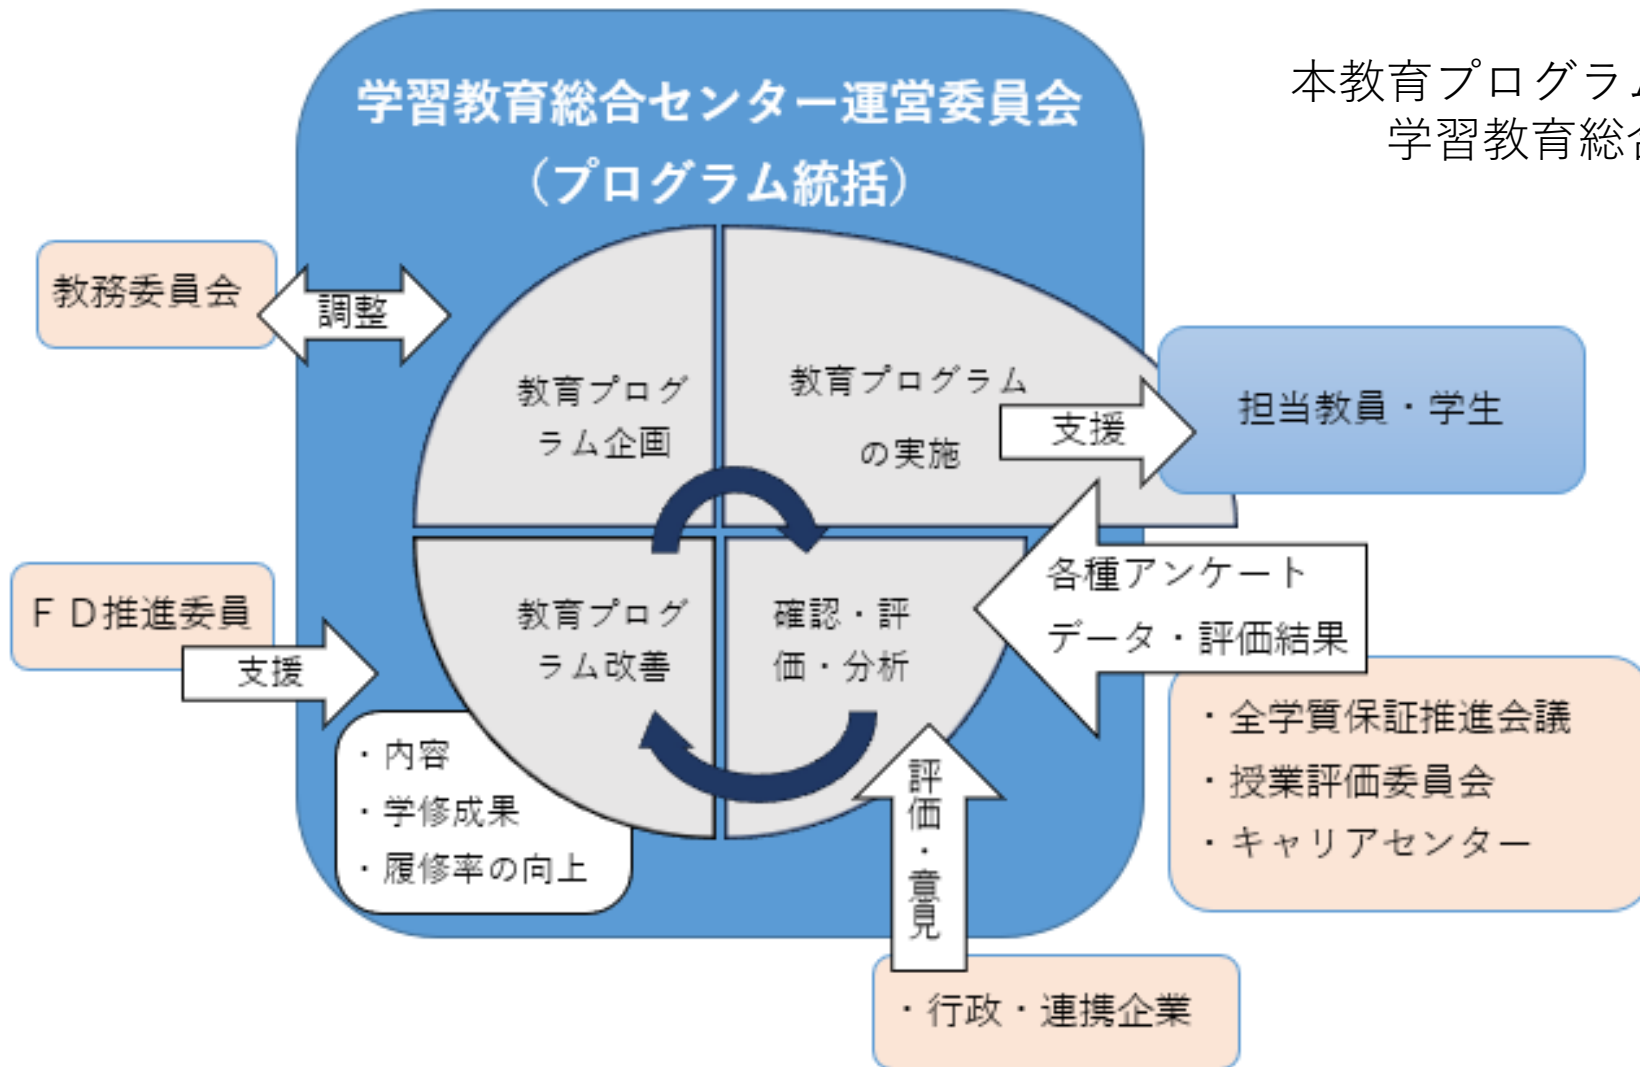 学習教育総合センター運営委員会
（プログラム統括）
本教育プログラ
学習教育総合
教務委員会
調整
教育プログ
ラム企画
教育プログラム
の実施
支援
担当教員・学生
ＦＤ推進委員
支援
教育プログ
ラム改善
確認・評
価・分析
各種アンケート
データ・評価結果
・内容
・学修成果
・履修率の向上
評価・意見
・全学質保証推進会議
・授業評価委員会
・キャリアセンター
・行政・連携企業